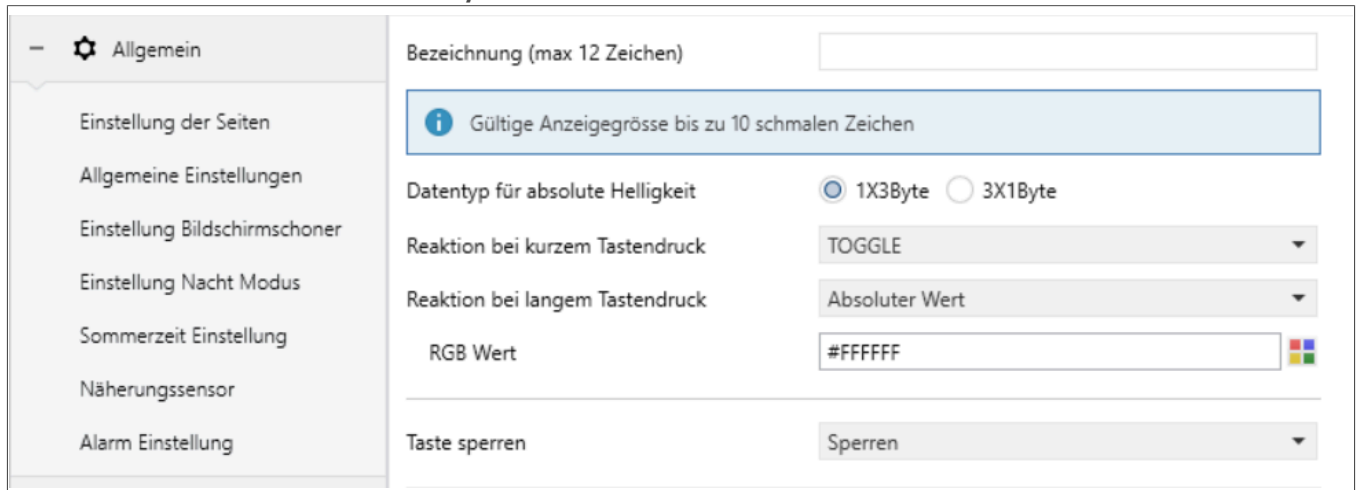 Allgemein
Einstellung der Seiten
Allgemeine Einstellungen
Einstellung Bildschirmschoner
Einstellung Nacht Modus
Sommerzeit Einstellung
Näherungssensor
Alarm Einstellung
Bezeichnung (max 12 Zeichen)
Gültige Anzeigegrösse bis zu 10 schmalen Zeichen
Datentyp für absolute Helligkeit 1X3Byte 3X1Byte
Reaktion bei kurzem Tastendruck TOGGLE
Reaktion bei langem Tastendruck Absoluter Wert
RGB Wert #FFFFFF
Taste sperren Sperren